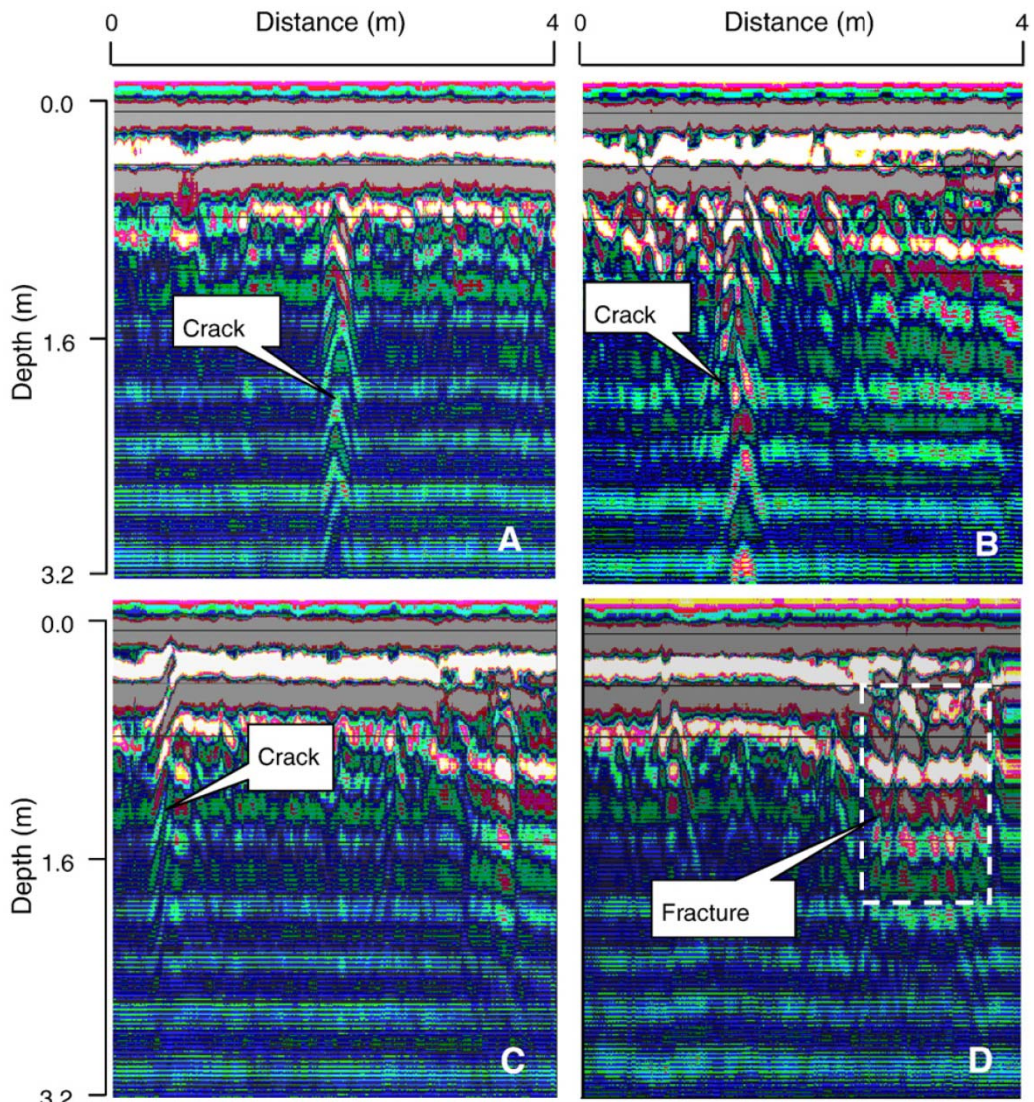 0 Distance (m) 4
0 Distance (m) 4
0.0
Depth (m)
1.6
3.2
Crack
A
Crack
B
0.0
Depth (m)
1.6
3.2
Crack
C
Fracture
D